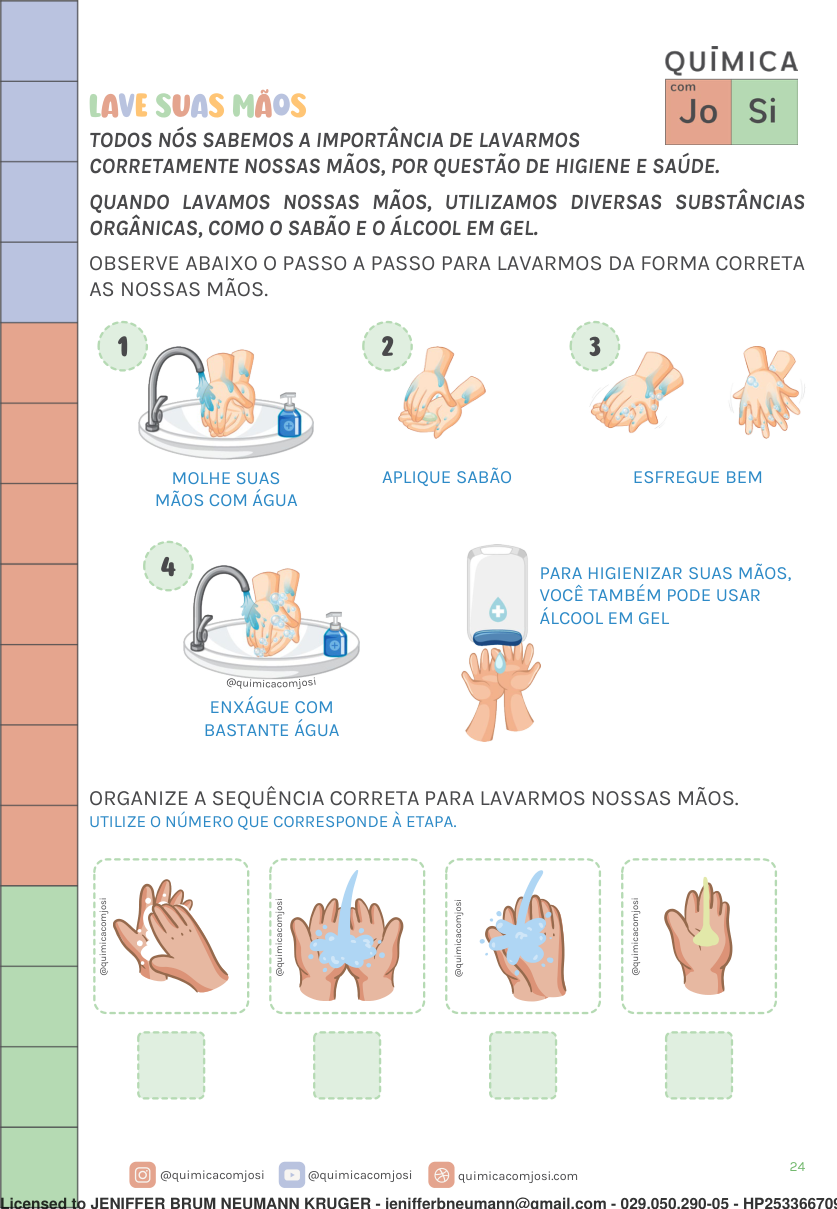 QUÍMICA
com
Jo Si
LAVE SUAS MÃOS
TODOS NÓS SABEMOS A IMPORTÂNCIA DE LAVARMOS
CORRETAMENTE NOSSAS MÃOS, POR QUESTÃO DE HIGIENE E SAÚDE.
QUANDO LAVAMOS NOSSAS MÃOS, UTILIZAMOS DIVERSAS SUBSTÂNCIAS
ORGÂNICAS, COMO O SABÃO E O ÁLCOOL EM GEL.
OBSERVE ABAIXO O PASSO A PASSO PARA LAVARMOS DA FORMA CORRETA
AS NOSSAS MÃOS.
1
2
3
MOLHE SUAS
MÃOS COM ÁGUA
APLIQUE SABÃO
ESFREGUE BEM
4
@quimicacomjosi
ENXÁGUE COM
BASTANTE ÁGUA
PARA HIGIENIZAR SUAS MÃOS,
VOCÊ TAMBÉM PODE USAR
ÁLCOOL EM GEL
ORGANIZE A SEQUÊNCIA CORRETA PARA LAVARMOS NOSSAS MÃOS.
UTILIZE O NÚMERO QUE CORRESPONDE À ETAPA.
@quimicacomjosi
@quimicacomjosi
@quimicacomjosi
@quimicacomjosi
@quimicacomjosi
@quimicacomjosi
quimicacomjosi.com
24
Licensed to JENIFFER BRUM NEUMANN KRUGER - jenifferbneumann@gmail.com - 029.050.290-05 - HP253366709